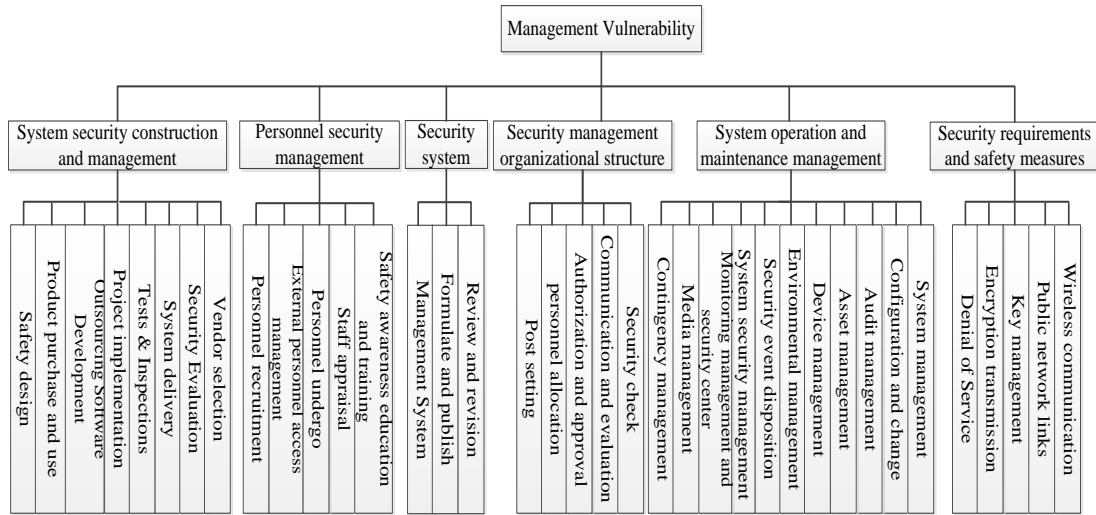 Management Vulnerability
System security construction
and management
Personnel security
management
Security
system
Security management
organizational structure
System operation and
maintenance management
Security requirements
and safety measures
Safety design
Product purchase and use
Outsourcing Software
Development
Project implementation
Tests & Inspections
System delivery
Security Evaluation
Vendor selection
Personnel recruitment
External personnel access
management
Personnel undergo
Staff appraisal
Safety awareness education
and training
Management System
Formulate and publish
Review and revision
Post setting
personnel allocation
Authorization and approval
Communication and evaluation
Security check
Contingency management
Media management
Monitoring management and
security center
System security management
Security event disposition
Environmental management
Device management
Asset management
Audit management
Configuration and change
System management
Denial of Service
Encryption transmission
Key management
Public network links
Wireless communication